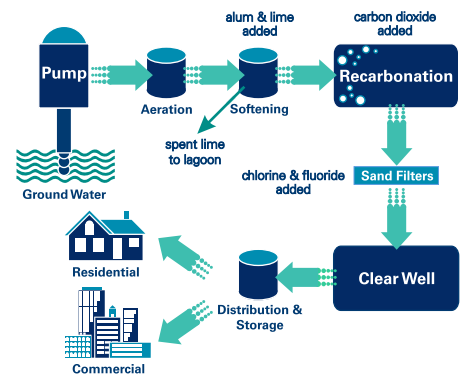 alum & lime
added
carbon dioxide
added
Pump
Recarbonation
Aeration
Softening
spent lime
to lagoon
chlorine & fluoride
added
Sand Filters
Ground Water
Clear Well
Residential
Distribution &
Storage
Commercial